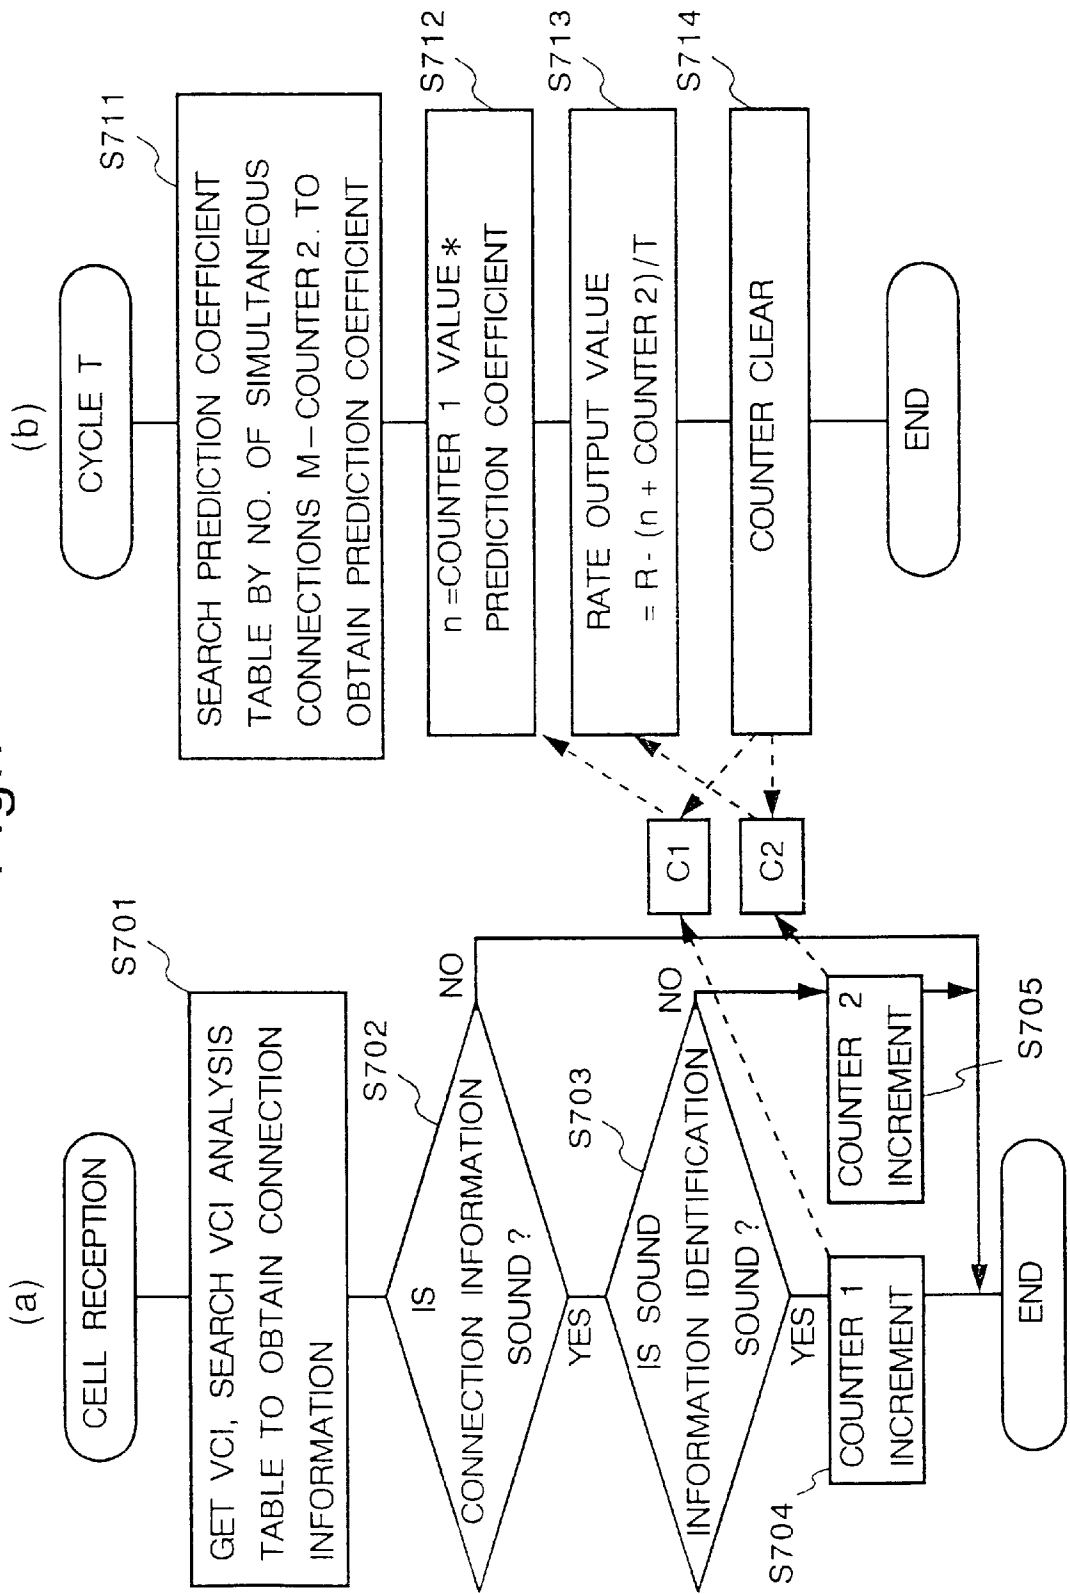 (a)
CELL RECEPTION
S701
GET VCI, SEARCH VCI ANALYSIS
TABLE TO OBTAIN CONNECTION
INFORMATION
S702
IS
CONNECTION INFORMATION
SOUND?
NO
YES
S703
IS SOUND
INFORMATION IDENTIFICATION
SOUND?
NO
YES
S704
COUNTER 1
INCREMENT
COUNTER 2
INCREMENT
S705
END
C1
C2
(b)
CYCLE T
S711
SEARCH PREDICTION COEFFICIENT
TABLE BY NO. OF SIMULTANEOUS
CONNECTIONS M-COUNTER 2. TO
OBTAIN PREDICTION COEFFICIENT
S712
n =COUNTER 1 VALUE *
PREDICTION COEFFICIENT
S713
RATE OUTPUT VALUE
= R- (n + COUNTER 2)/T
S714
COUNTER CLEAR
END